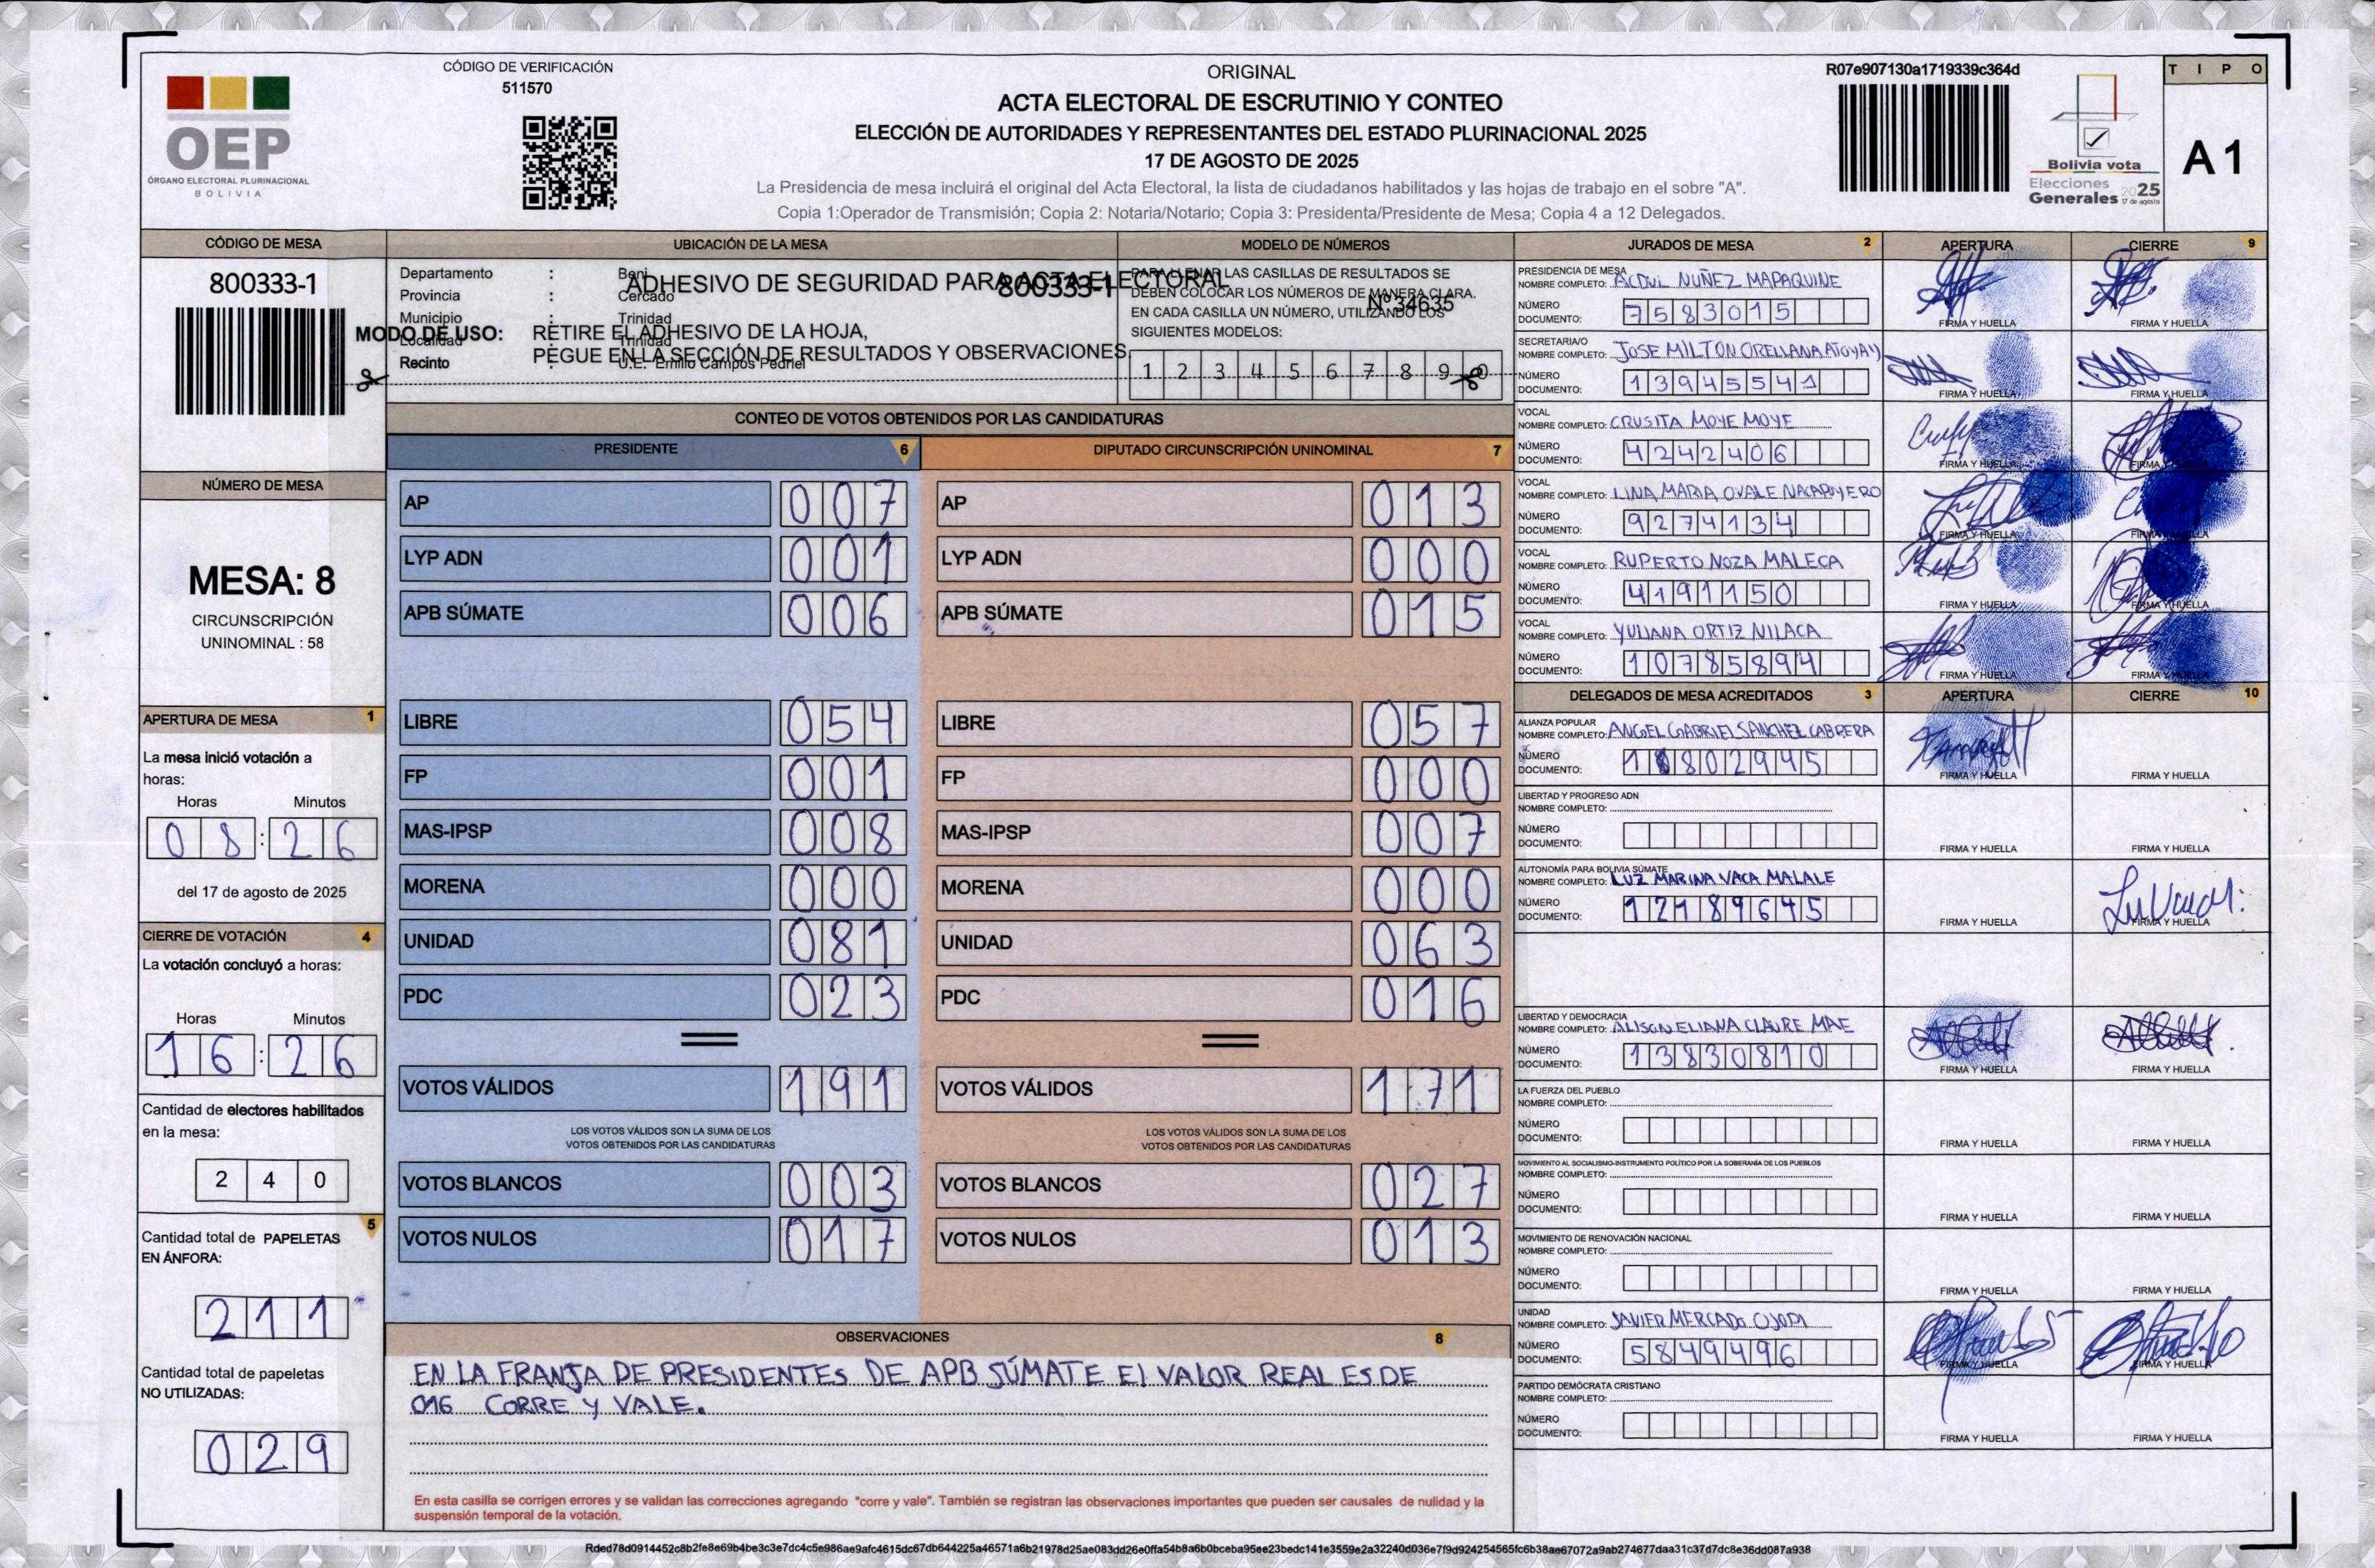 CÓDIGO DE VERIFICACIÓN
511570
OEP
ÓRGANO ELECTORAL PLURINACIONAL
BOLIVIA
ORIGINAL
ACTA ELECTORAL DE ESCRUTINIO Y CONTEO
ELECCIÓN DE AUTORIDADES Y REPRESENTANTES DEL ESTADO PLURINACIONAL 2025
17 DE AGOSTO DE 2025
La Presidencia de mesa incluirá el original del Acta Electoral, la lista de ciudadanos habilitados y las hojas de trabajo en el sobre "A".
Copia 1:Operador de Transmisión; Copia 2: Notaria/Notario; Copia 3: Presidenta/Presidente de Mesa; Copia 4 a 12 Delegados.
R07e907130a1719339c364d
Bolivia vota
Elecciones
Generales 2025
17 de agosto
TIPO
A 1
CÓDIGO DE MESA
800333-1
UBICACIÓN DE LA MESA
Departamento : Beni
Provincia : Cercado
Municipio : Trinidad
Localidad : Trinidad
Recinto : U.E. Emilio Campos Pedriel
ADHESIVO DE SEGURIDAD PARA ACTA ELECTORAL
800333-1
Nº34635
MODO DE USO: RETIRE EL ADHESIVO DE LA HOJA,
PEGUE EN LA SECCIÓN DE RESULTADOS Y OBSERVACIONES
MODELO DE NÚMEROS
PARA LLENAR LAS CASILLAS DE RESULTADOS SE
DEBEN COLOCAR LOS NÚMEROS DE MANERA CLARA.
EN CADA CASILLA UN NÚMERO, UTILIZANDO LOS
SIGUIENTES MODELOS:
1 2 3 4 5 6 7 8 9 0
NÚMERO DE MESA
MESA: 8
CIRCUNSCRIPCIÓN
UNINOMINAL : 58
APERTURA DE MESA 1
La mesa inició votación a
horas:
Horas Minutos
08:26
del 17 de agosto de 2025
CIERRE DE VOTACIÓN 4
La votación concluyó a horas:
Horas Minutos
16:26
Cantidad de electores habilitados
en la mesa:
240
5
Cantidad total de PAPELETAS
EN ÁNFORA:
211
Cantidad total de papeletas
NO UTILIZADAS:
029
CONTEO DE VOTOS OBTENIDOS POR LAS CANDIDATURAS
PRESIDENTE 6
AP 007
LYP ADN 001
APB SÚMATE 006
LIBRE 054
FP 001
MAS-IPSP 008
MORENA 000
UNIDAD 081
PDC 023
VOTOS VÁLIDOS 191
LOS VOTOS VÁLIDOS SON LA SUMA DE LOS
VOTOS OBTENIDOS POR LAS CANDIDATURAS
VOTOS BLANCOS 003
VOTOS NULOS 017
DIPUTADO CIRCUNSCRIPCIÓN UNINOMINAL 7
AP 013
LYP ADN 000
APB SÚMATE 015
LIBRE 057
FP 000
MAS-IPSP 007
MORENA 000
UNIDAD 063
PDC 016
VOTOS VÁLIDOS 171
LOS VOTOS VÁLIDOS SON LA SUMA DE LOS
VOTOS OBTENIDOS POR LAS CANDIDATURAS
VOTOS BLANCOS 027
VOTOS NULOS 013
OBSERVACIONES 8
EN LA FRANJA DE PRESIDENTES DE APB SÚMATE El VALOR REAL ES DE
016 CORRE Y VALE.
En esta casilla se corrigen errores y se validan las correcciones agregando "corre y vale". También se registran las observaciones importantes que pueden ser causales de nulidad y la
suspensión temporal de la votación.
JURADOS DE MESA 2 APERTURA CIERRE 9
PRESIDENCIA DE MESA
NOMBRE COMPLETO: NUÑEZ MAPAQUINE
NÚMERO DOCUMENTO: 7583015
FIRMA Y HUELLA FIRMA Y HUELLA
SECRETARIA/O
NOMBRE COMPLETO: JOSE MILTON ORELLANA
NÚMERO DOCUMENTO: 13945541
FIRMA Y HUELLA FIRMA Y HUELLA
VOCAL
NOMBRE COMPLETO: CRUSITA MOYE MOYE
NÚMERO DOCUMENTO: 4242406
FIRMA Y HUELLA FIRMA
VOCAL
NOMBRE COMPLETO: LINA MARIA OVALE
NÚMERO DOCUMENTO: 9274134
FIRMA Y HUELLA FIRMA
VOCAL
NOMBRE COMPLETO: RUPERTO NOZA MALECA
NÚMERO DOCUMENTO: 4191150
FIRMA Y HUELLA FIRMA Y HUELLA
VOCAL
NOMBRE COMPLETO: YULIANA ORTIZ NILACA
NÚMERO DOCUMENTO: 10785894
FIRMA Y HUELLA FIRMA Y HUELLA
DELEGADOS DE MESA ACREDITADOS 3 APERTURA CIERRE 10
ALIANZA POPULAR
NOMBRE COMPLETO: ANGEL GABRIEL SANCHEZ CABRERA
NÚMERO DOCUMENTO: 1 802945
FIRMA Y HUELLA FIRMA Y HUELLA
LIBERTAD Y PROGRESO ADN
NOMBRE COMPLETO:
NÚMERO DOCUMENTO:
FIRMA Y HUELLA FIRMA Y HUELLA
AUTONOMÍA PARA BOLIVIA SÚMATE
NOMBRE COMPLETO: LUZ MARINA VACA MALALE
NÚMERO DOCUMENTO: 12189645
FIRMA Y HUELLA FIRMA Y HUELLA
LIBERTAD Y DEMOCRACIA
NOMBRE COMPLETO: ALISON ELIANA CLAURE MAE
NÚMERO DOCUMENTO: 13830810
FIRMA Y HUELLA FIRMA Y HUELLA
LA FUERZA DEL PUEBLO
NOMBRE COMPLETO:
NÚMERO DOCUMENTO:
FIRMA Y HUELLA FIRMA Y HUELLA
MOVIMIENTO AL SOCIALISMO-INSTRUMENTO POLÍTICO POR LA SOBERANÍA DE LOS PUEBLOS
NOMBRE COMPLETO:
NÚMERO DOCUMENTO:
FIRMA Y HUELLA FIRMA Y HUELLA
MOVIMIENTO DE RENOVACIÓN NACIONAL
NOMBRE COMPLETO:
NÚMERO DOCUMENTO:
FIRMA Y HUELLA FIRMA Y HUELLA
UNIDAD
NOMBRE COMPLETO: JAVIER MERCADO OJOPI
NÚMERO DOCUMENTO: 5849496
FIRMA Y HUELLA FIRMA Y HUELLA
PARTIDO DEMÓCRATA CRISTIANO
NOMBRE COMPLETO:
NÚMERO DOCUMENTO:
FIRMA Y HUELLA FIRMA Y HUELLA